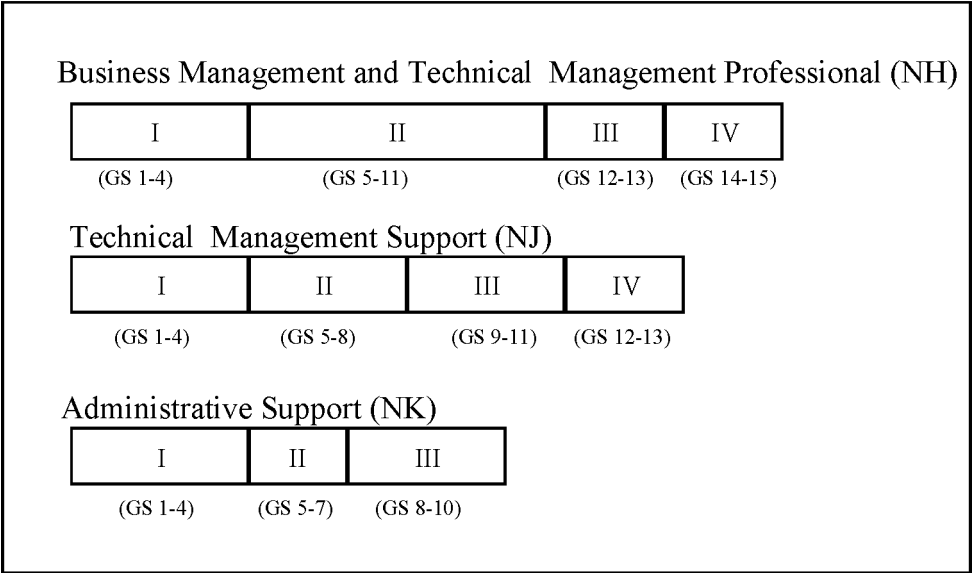 Business Management and Technical Management Professional (NH)
I II III IV
(GS 1-4) (GS 5-11) (GS 12-13) (GS 14-15)
Technical Management Support (NJ)
I II III IV
(GS 1-4) (GS 5-8) (GS 9-11) (GS 12-13)
Administrative Support (NK)
I II III
(GS 1-4) (GS 5-7) (GS 8-10)